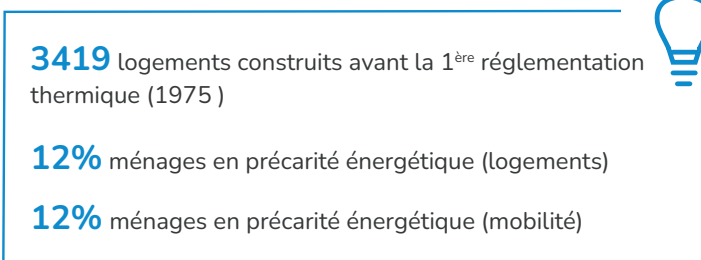 3419 logements construits avant la 1ère réglementation
thermique (1975 )
12% ménages en précarité énergétique (logements)
12% ménages en précarité énergétique (mobilité)